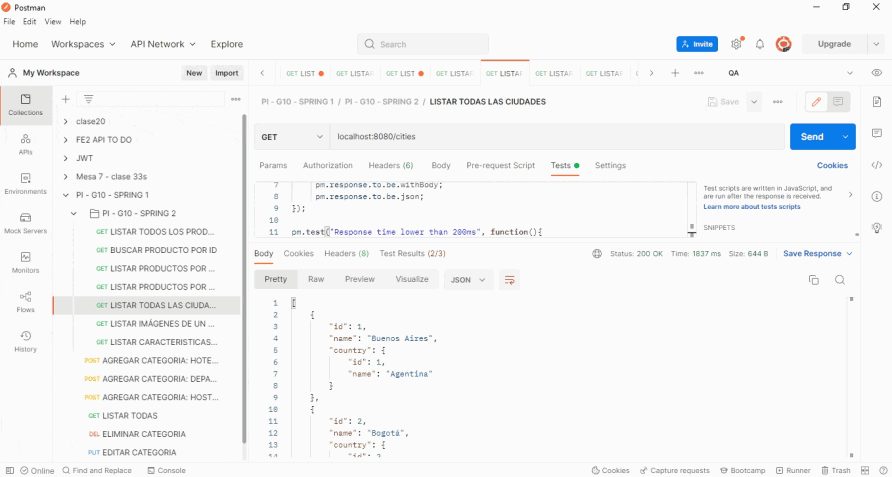 Postman
File Edit View Help
Home Workspaces API Network Explore Search Invite Upgrade
My Workspace New Import GET LIST GET LISTAF GET LIST GET LISTAF GET LISTAF GET LISTAF GET LISTAF QA
Collections
APIs
Environments
Mock Servers
Monitors
Flows
History
clase20
FE2 API TO DO
JWT
Mesa 7 - clase 33s
PI - G10 - SPRING 1
PI - G10 - SPRING 2
GET LISTAR TODOS LOS PROD...
GET BUSCAR PRODUCTO POR ID
GET LISTAR PRODUCTOS POR ...
GET LISTAR PRODUCTOS POR ...
GET LISTAR TODAS LAS CIUDA...
GET LISTAR IMÁGENES DE UN ...
GET LISTAR CARACTERISTICAS...
POST AGREGAR CATEGORIA: HOTE...
POST AGREGAR CATEGORIA: DEPA...
POST AGREGAR CATEGORIA: HOST...
GET LISTAR TODAS
DEL ELIMINAR CATEGORIA
PUT EDITAR CATEGORIA
PI - G10 - SPRING 1 / PI - G10 - SPRING 2 / LISTAR TODAS LAS CIUDADES Save
GET localhost:8080/cities Send
Params Authorization Headers (6) Body Pre-request Script Tests Settings Cookies
7 pm.response.to.be.withBody;
8 pm.response.to.be.json;
9 });
10
11 pm.test("Response time lower than 200ms", function(){
Test scripts are written in JavaScript, and
are run after the response is received.
Learn more about tests scripts
SNIPPETS
Body Cookies Headers (8) Test Results (2/3) Status: 200 OK Time: 1837 ms Size: 644 B Save Response
Pretty Raw Preview Visualize JSON
1 [
2 {
3 "id": 1,
4 "name": "Buenos Aires",
5 "country": {
6 "id": 1,
7 "name": "Agentina"
8 }
9 },
10 {
11 "id": 2,
12 "name": "Bogotá",
13 "country": {
14 "id": 2
Online Find and Replace Console Cookies Capture requests Bootcamp Runner Trash